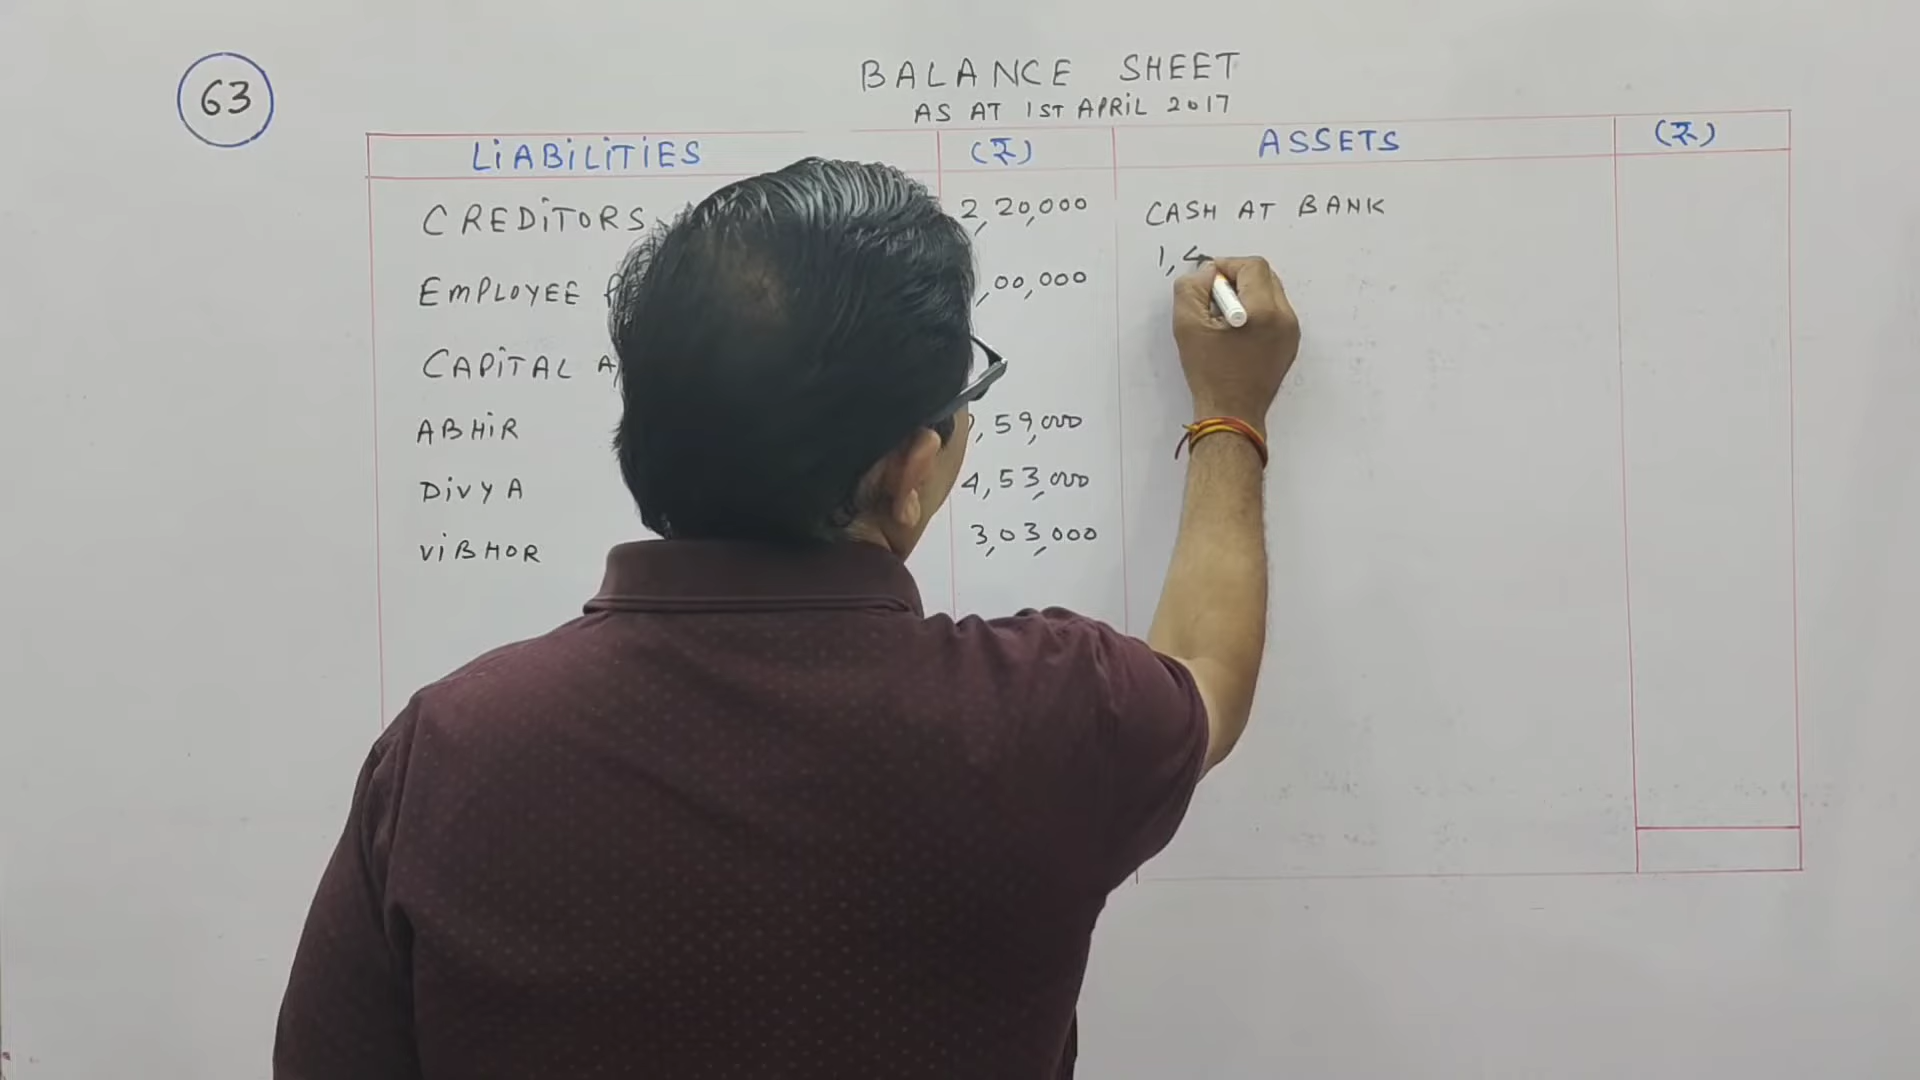 63
BALANCE SHEET
AS AT 1ST APRIL 2017
LIABILITIES (₹) ASSETS (₹)
CREDITORS 2,20,000 CASH AT BANK
1,4
EMPLOYEE ,00,000
CAPITAL
ABHIR ,59,000
DIVYA 4,53,000
VIBHOR 3,03,000